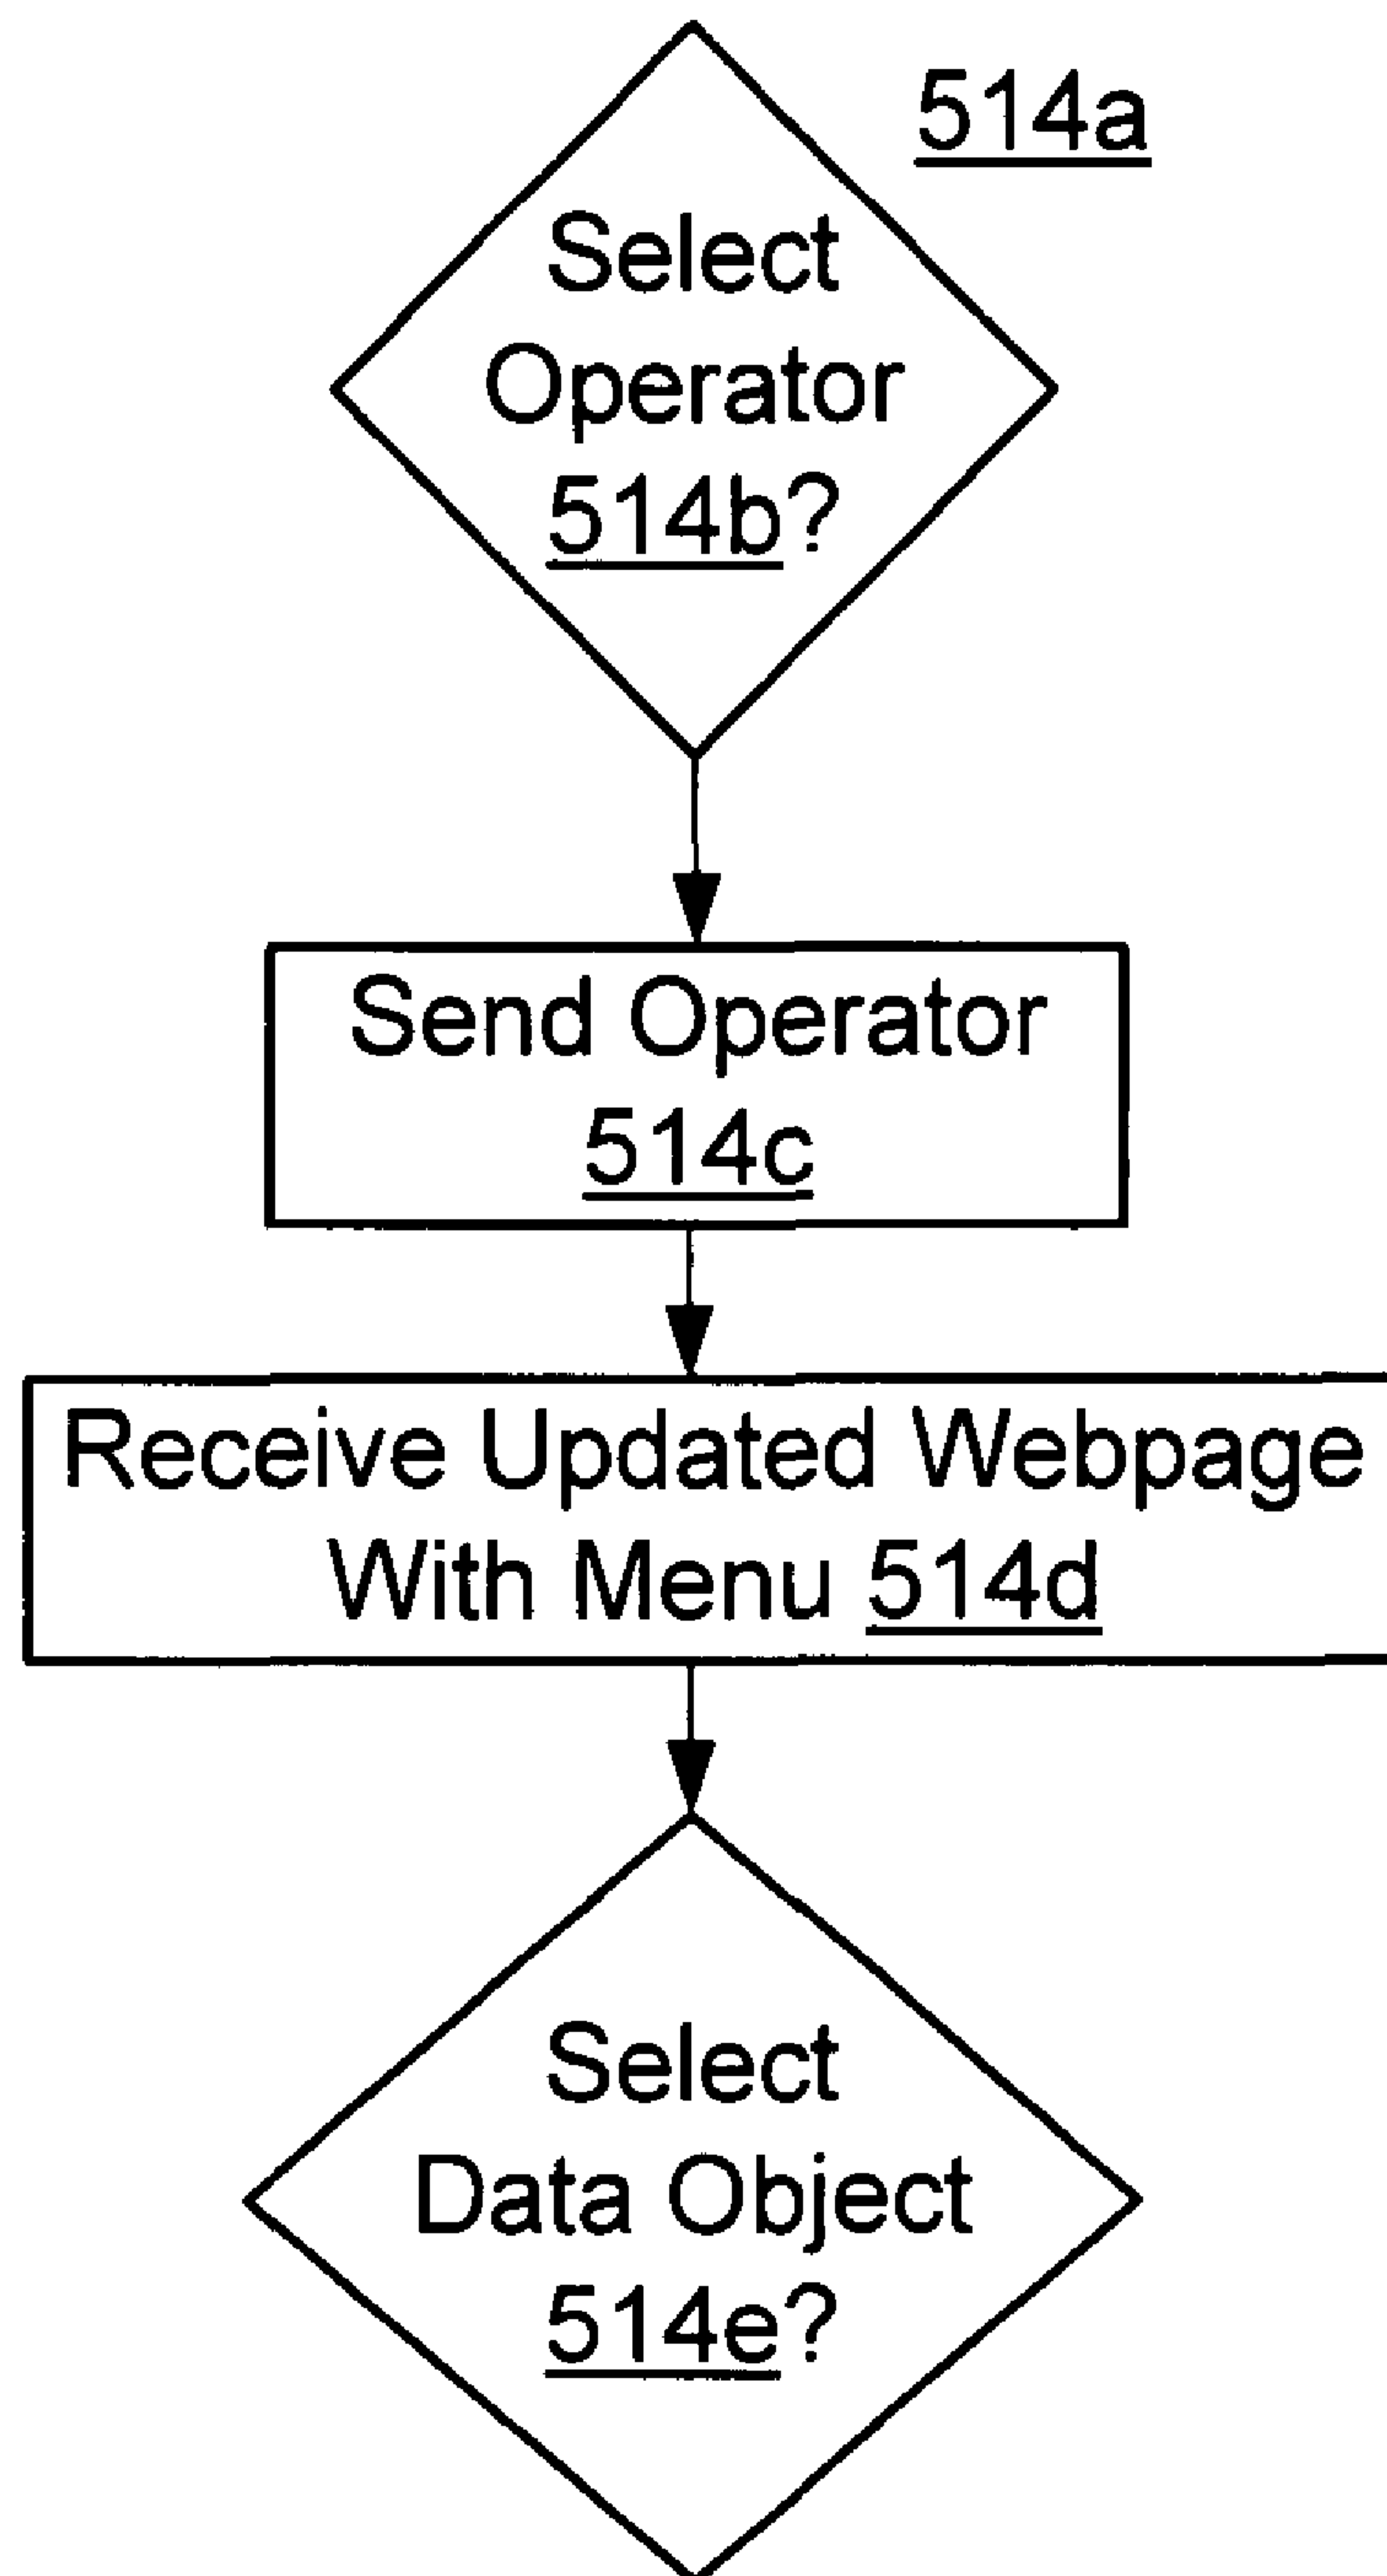 514a
Select
Operator
514b?
Send Operator
514c
Receive Updated Webpage
With Menu 514d
Select
Data Object
514e?